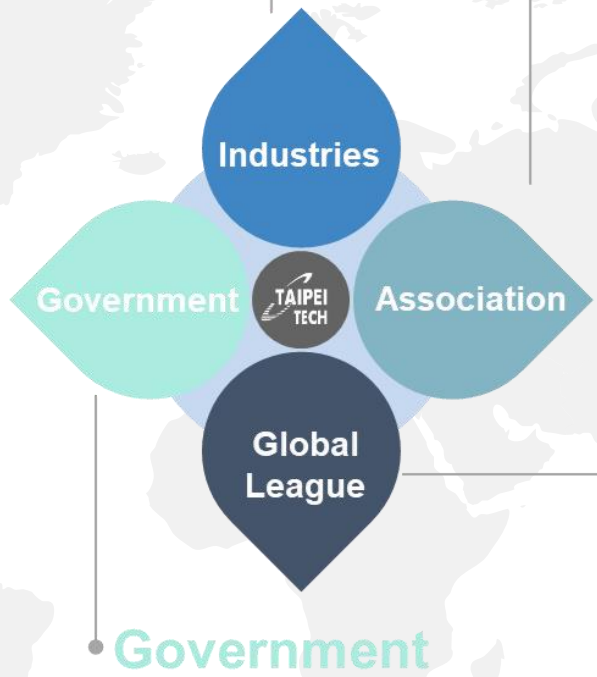 Industries
Government
TAIPEI
TECH
Association
Global
League
Government